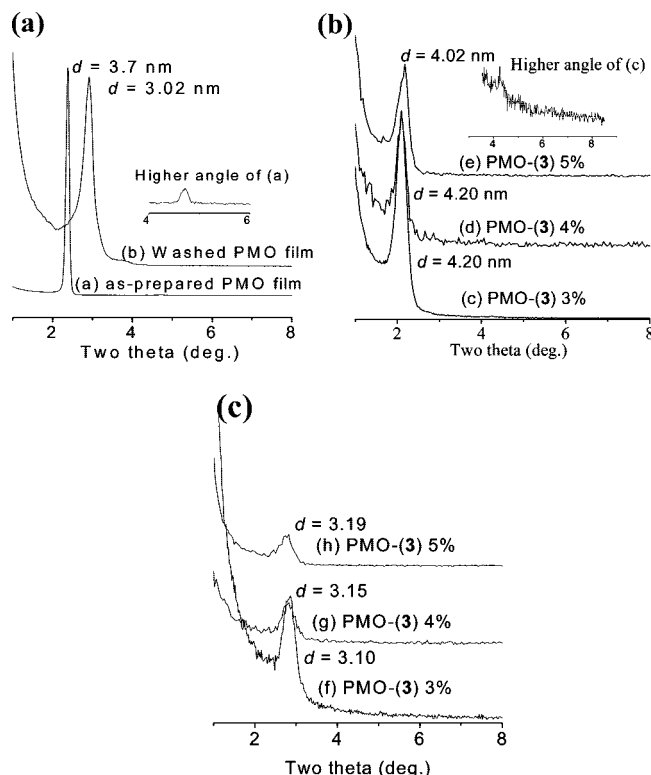 (a)
d = 3.7 nm
d = 3.02 nm
Higher angle of (a)
4 6
(b) Washed PMO film
(a) as-prepared PMO film
2 4 6 8
Two theta (deg.)
(b)
d = 4.02 nm
Higher angle of (c)
4 6 8
(e) PMO-(3) 5%
d = 4.20 nm
(d) PMO-(3) 4%
d = 4.20 nm
(c) PMO-(3) 3%
2 4 6 8
Two theta (deg.)
(c)
d = 3.19
(h) PMO-(3) 5%
d = 3.15
(g) PMO-(3) 4%
d = 3.10
(f) PMO-(3) 3%
2 4 6 8
Two theta (deg.)